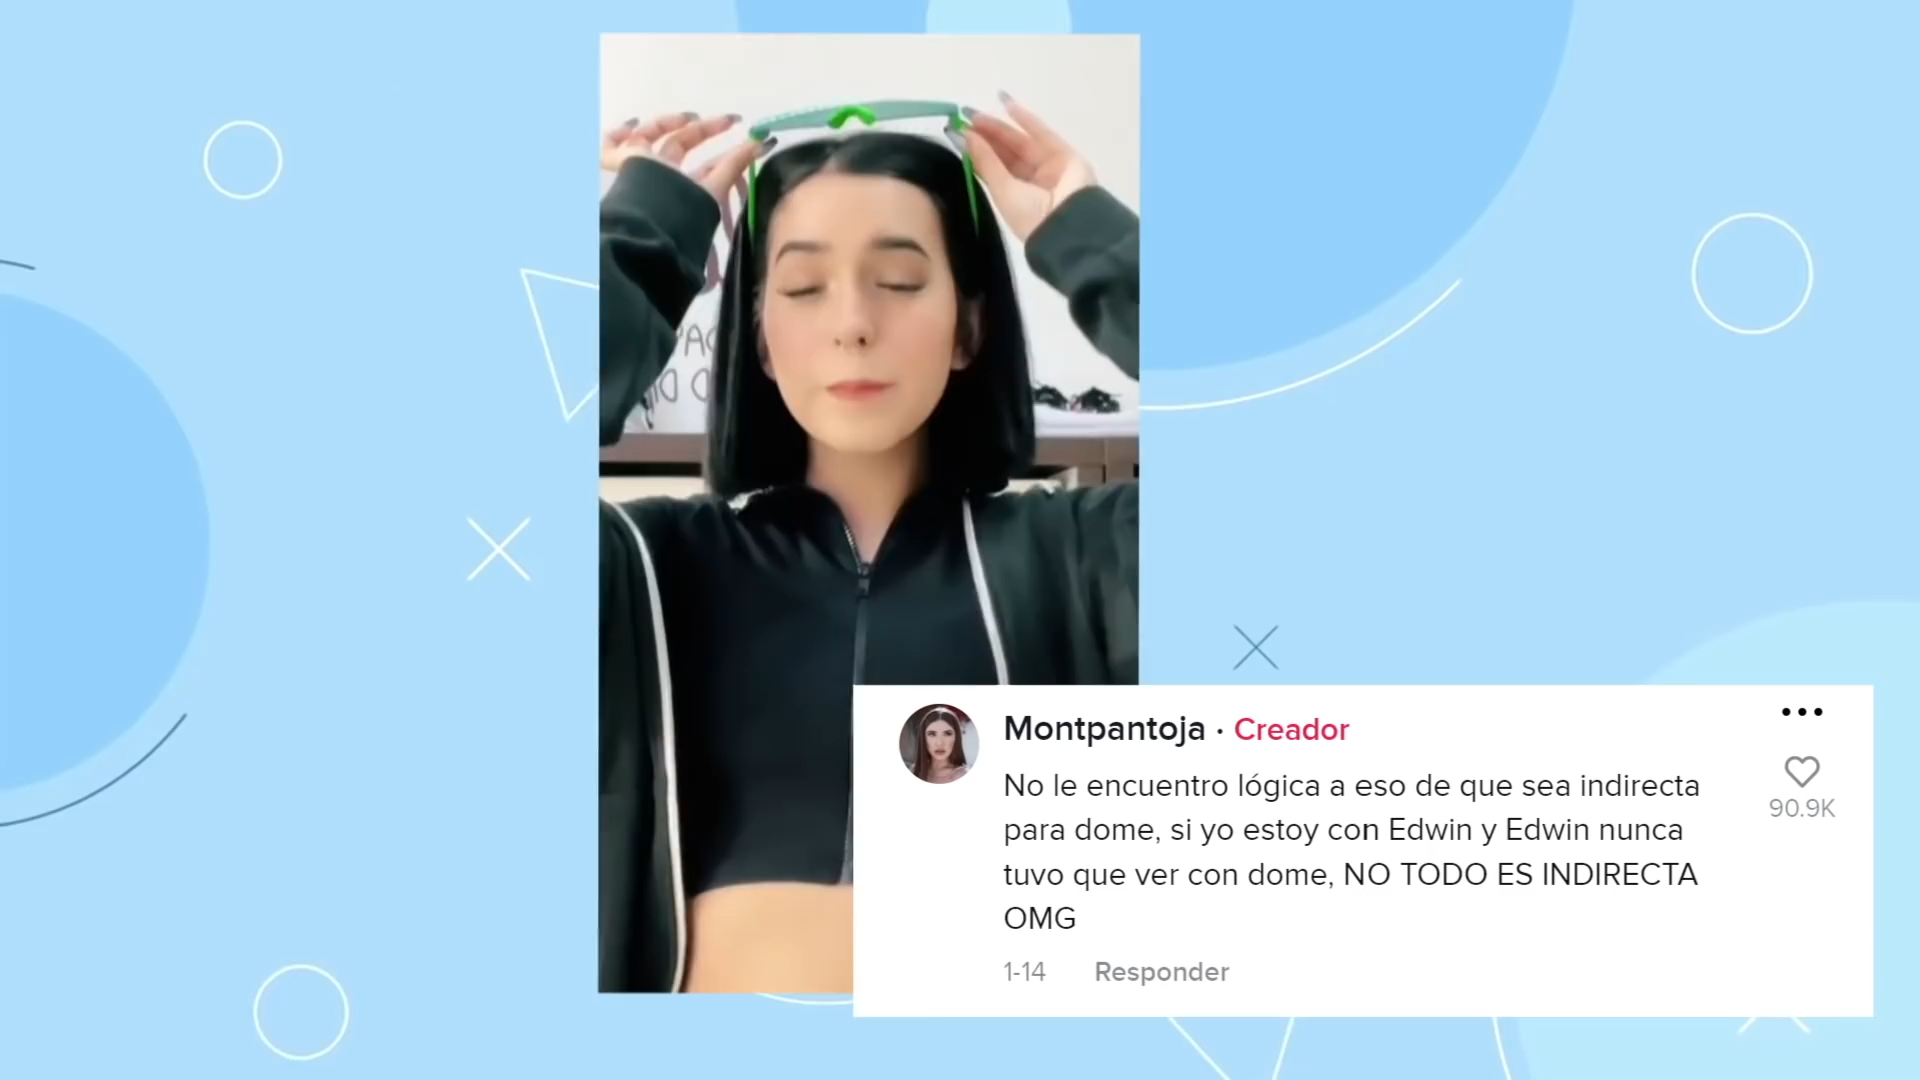 Montpantoja · Creador
No le encuentro lógica a eso de que sea indirecta
para dome, si yo estoy con Edwin y Edwin nunca
tuvo que ver con dome, NO TODO ES INDIRECTA
OMG
90.9K
1-14 Responder